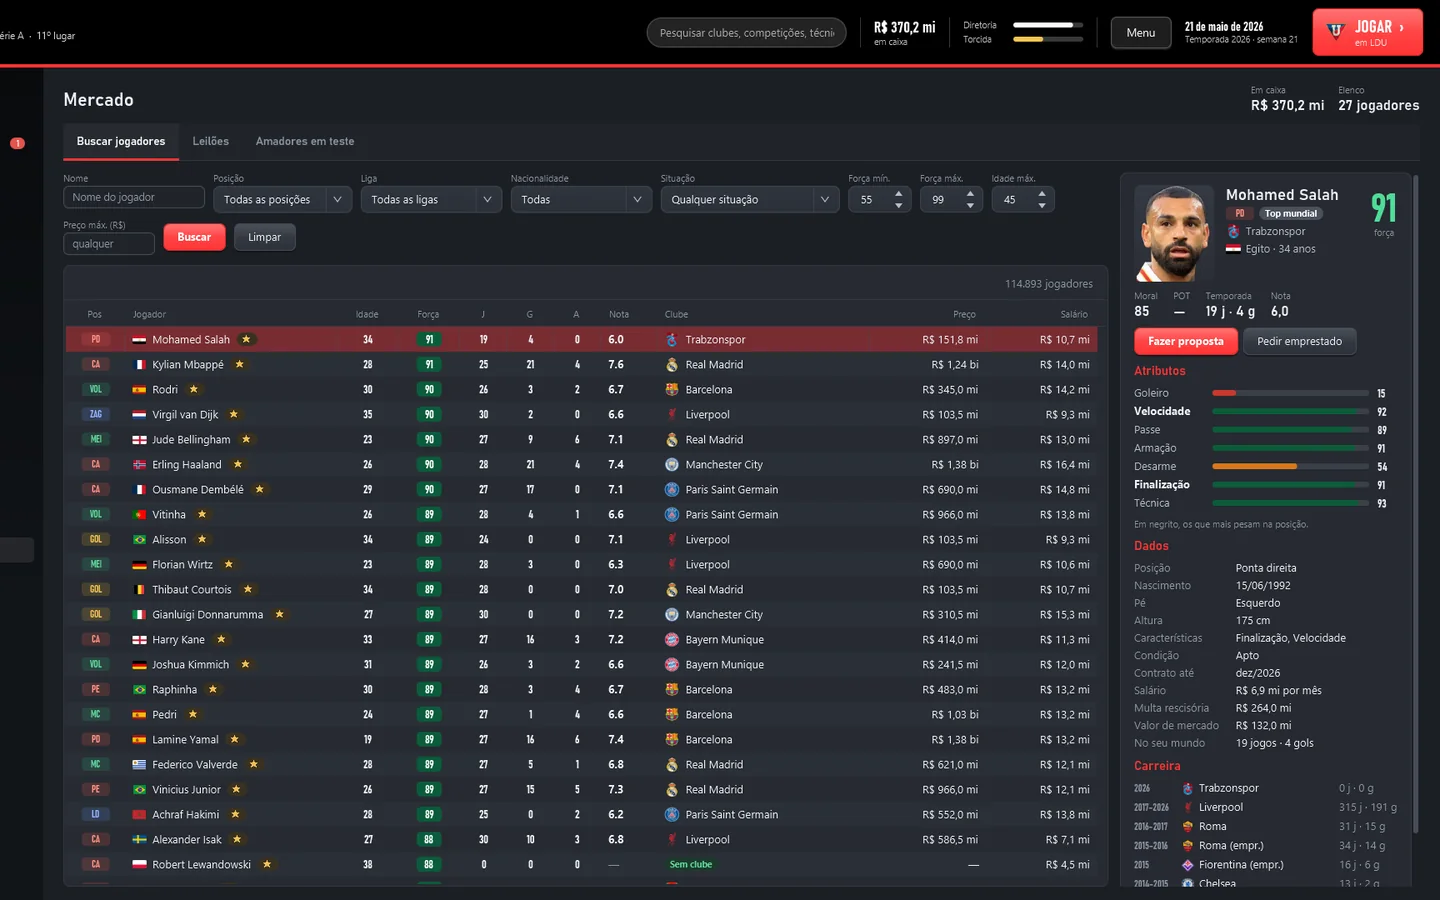 érie A · 11º lugar
Pesquisar clubes, competições, técni
R$ 370,2 mi
em caixa
Diretoria
Torcida
Menu
21 de maio de 2026
Temporada 2026 · semana 21
JOGAR ›
em LDU
1
Mercado
Em caixa
R$ 370,2 mi
Elenco
27 jogadores
Buscar jogadores
Leilões
Amadores em teste
Nome
Nome do jogador
Posição
Todas as posições
Liga
Todas as ligas
Nacionalidade
Todas
Situação
Qualquer situação
Força mín.
55
Força máx.
99
Idade máx.
45
Preço máx. (R$)
qualquer
Buscar
Limpar
114.893 jogadores
Pos Jogador Idade Força J G A Nota Clube Preço Salário
PD Mohamed Salah 34 91 19 4 0 6.0 Trabzonspor R$ 151,8 mi R$ 10,7 mi
CA Kylian Mbappé 28 91 25 21 4 7.6 Real Madrid R$ 1,24 bi R$ 14,0 mi
VOL Rodri 30 90 26 3 2 6.7 Barcelona R$ 345,0 mi R$ 14,2 mi
ZAG Virgil van Dijk 35 90 30 2 0 6.6 Liverpool R$ 103,5 mi R$ 9,3 mi
MEI Jude Bellingham 23 90 27 9 6 7.1 Real Madrid R$ 897,0 mi R$ 13,0 mi
CA Erling Haaland 26 90 28 21 4 7.4 Manchester City R$ 1,38 bi R$ 16,4 mi
CA Ousmane Dembélé 29 90 27 17 0 7.1 Paris Saint Germain R$ 690,0 mi R$ 14,8 mi
VOL Vitinha 26 89 28 4 1 6.6 Paris Saint Germain R$ 966,0 mi R$ 13,8 mi
GOL Alisson 34 89 24 0 0 7.1 Liverpool R$ 103,5 mi R$ 9,3 mi
MEI Florian Wirtz 23 89 28 3 0 6.3 Liverpool R$ 690,0 mi R$ 10,6 mi
GOL Thibaut Courtois 34 89 28 0 0 7.0 Real Madrid R$ 103,5 mi R$ 10,7 mi
GOL Gianluigi Donnarumma 27 89 30 0 0 7.2 Manchester City R$ 310,5 mi R$ 15,3 mi
CA Harry Kane 33 89 27 16 3 7.2 Bayern Munique R$ 414,0 mi R$ 11,3 mi
VOL Joshua Kimmich 31 89 26 3 2 6.6 Bayern Munique R$ 241,5 mi R$ 12,0 mi
PE Raphinha 30 89 28 3 4 6.7 Barcelona R$ 483,0 mi R$ 13,2 mi
MC Pedri 24 89 27 1 4 6.6 Barcelona R$ 1,03 bi R$ 13,2 mi
PD Lamine Yamal 19 89 27 16 6 7.4 Barcelona R$ 1,38 bi R$ 13,2 mi
MC Federico Valverde 28 89 27 5 1 6.8 Real Madrid R$ 621,0 mi R$ 12,1 mi
PE Vinicius Junior 26 89 27 15 5 7.3 Real Madrid R$ 966,0 mi R$ 12,1 mi
LD Achraf Hakimi 28 89 25 0 2 6.2 Paris Saint Germain R$ 552,0 mi R$ 13,8 mi
CA Alexander Isak 27 88 30 10 3 6.8 Liverpool R$ 586,5 mi R$ 7,1 mi
CA Robert Lewandowski 38 88 0 0 0 — Sem clube — R$ 4,5 mi
Mohamed Salah
PD Top mundial
Trabzonspor
Egito · 34 anos
91
força
Moral POT Temporada Nota
85 — 19 j · 4 g 6,0
Fazer proposta
Pedir emprestado
Atributos
Goleiro 15
Velocidade 92
Passe 89
Armação 91
Desarme 54
Finalização 91
Técnica 93
Em negrito, os que mais pesam na posição.
Dados
Posição Ponta direita
Nascimento 15/06/1992
Pé Esquerdo
Altura 175 cm
Características Finalização, Velocidade
Condição Apto
Contrato até dez/2026
Salário R$ 6,9 mi por mês
Multa rescisória R$ 264,0 mi
Valor de mercado R$ 132,0 mi
No seu mundo 19 jogos · 4 gols
Carreira
2026 Trabzonspor 0 j · 0 g
2017-2026 Liverpool 315 j · 191 g
2016-2017 Roma 31 j · 15 g
2015-2016 Roma (empr.) 34 j · 14 g
2015 Fiorentina (empr.) 16 j · 6 g
2014-2015 Chelsea 13 j · 2 g